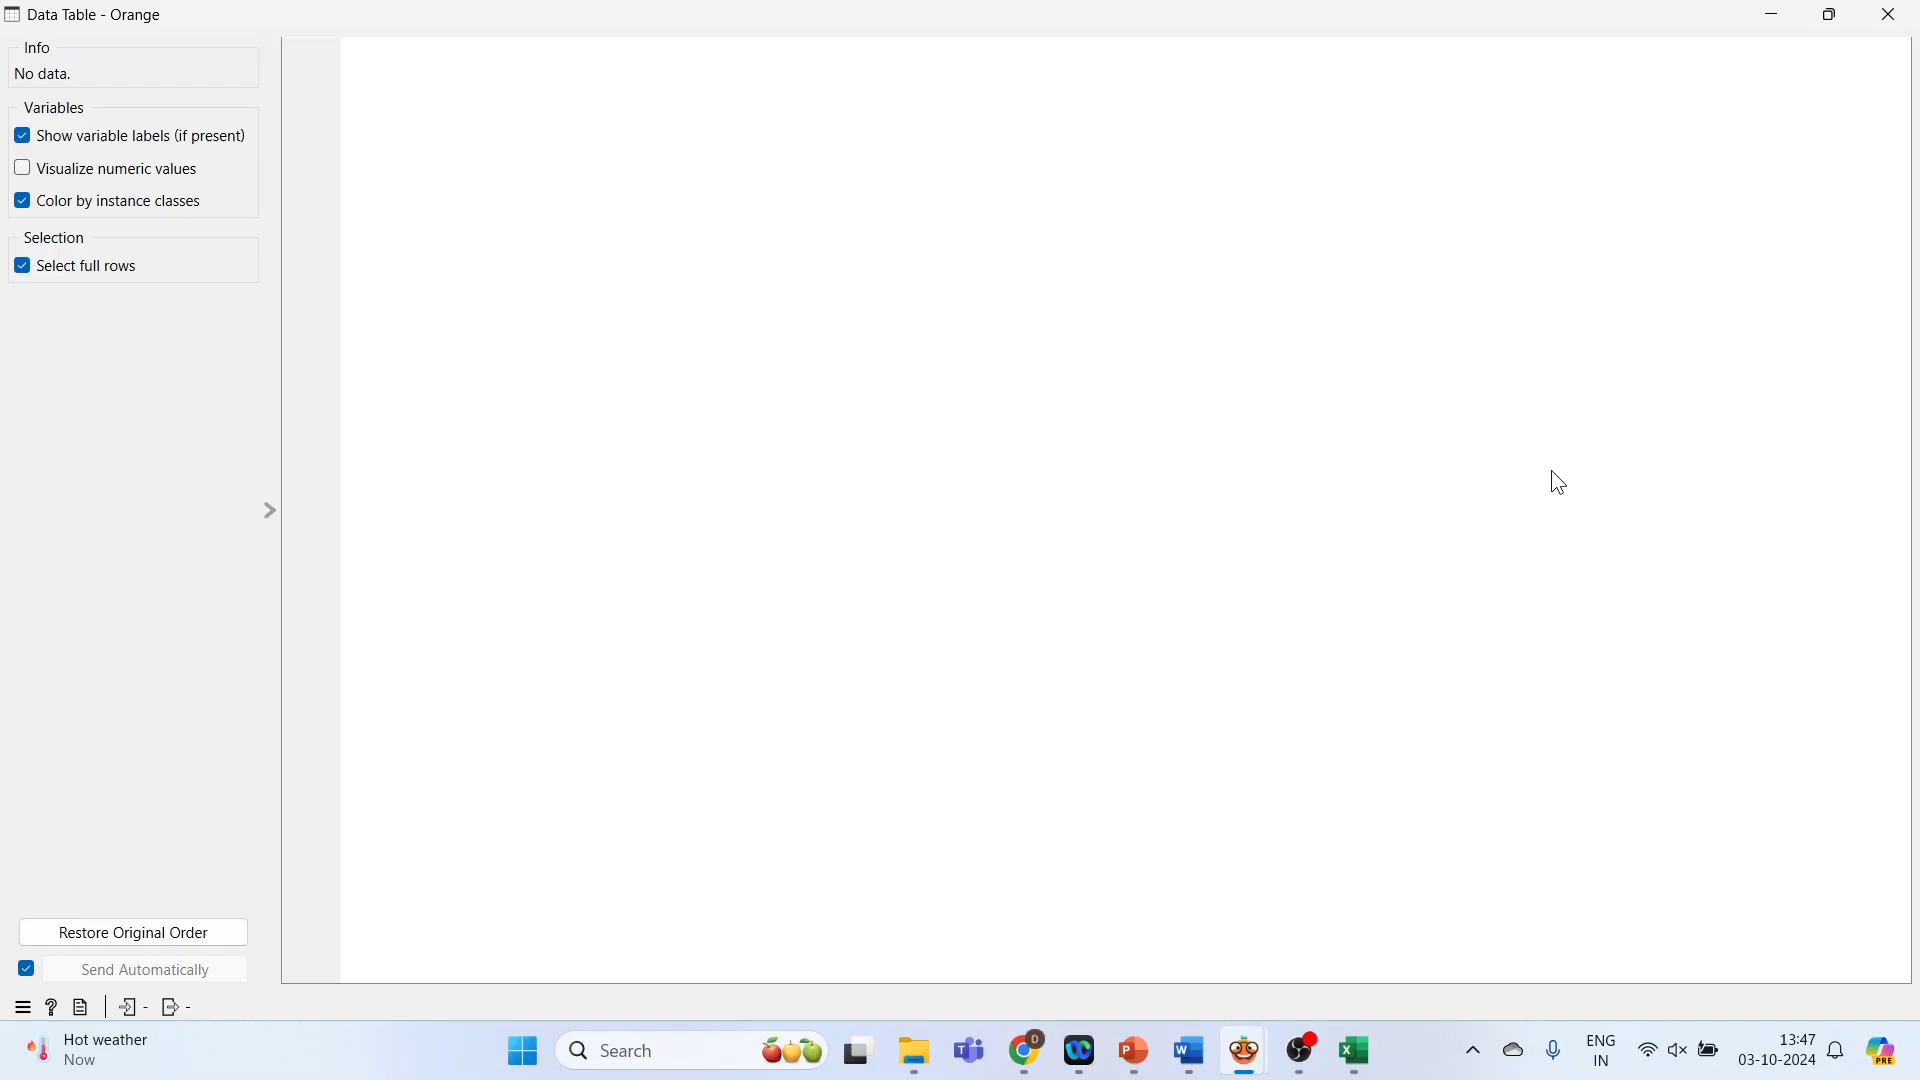 Data Table - Orange
Info
No data.
Variables
Show variable labels (if present)
Visualize numeric values
Color by instance classes
Selection
Select full rows
Restore Original Order
Send Automatically
Hot weather
Now
Search
D
ENG
IN
13:47
03-10-2024
PRE